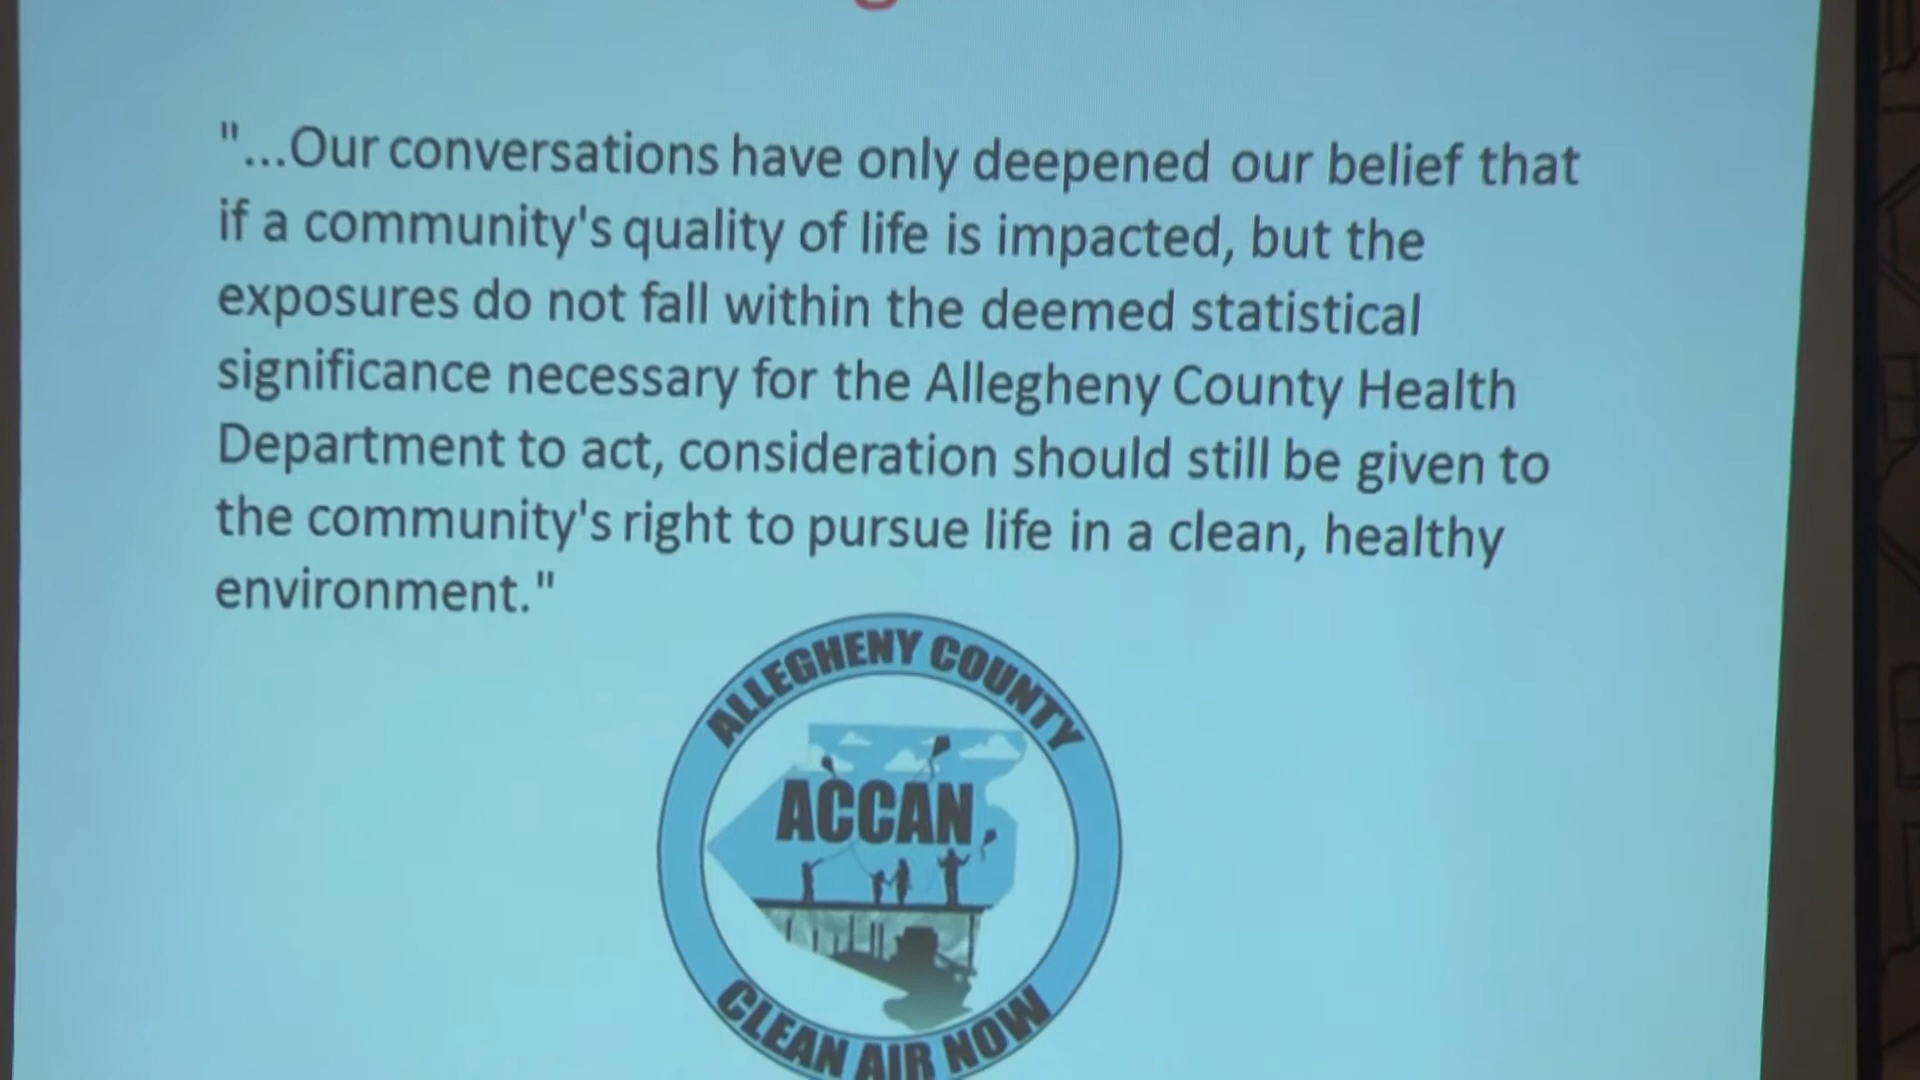 "...Our conversations have only deepened our belief that
if a community's quality of life is impacted, but the
exposures do not fall within the deemed statistical
significance necessary for the Allegheny County Health
Department to act, consideration should still be given to
the community's right to pursue life in a clean, healthy
environment."
ALLEGHENY COUNTY
ACCAN
CLEAN AIR NOW